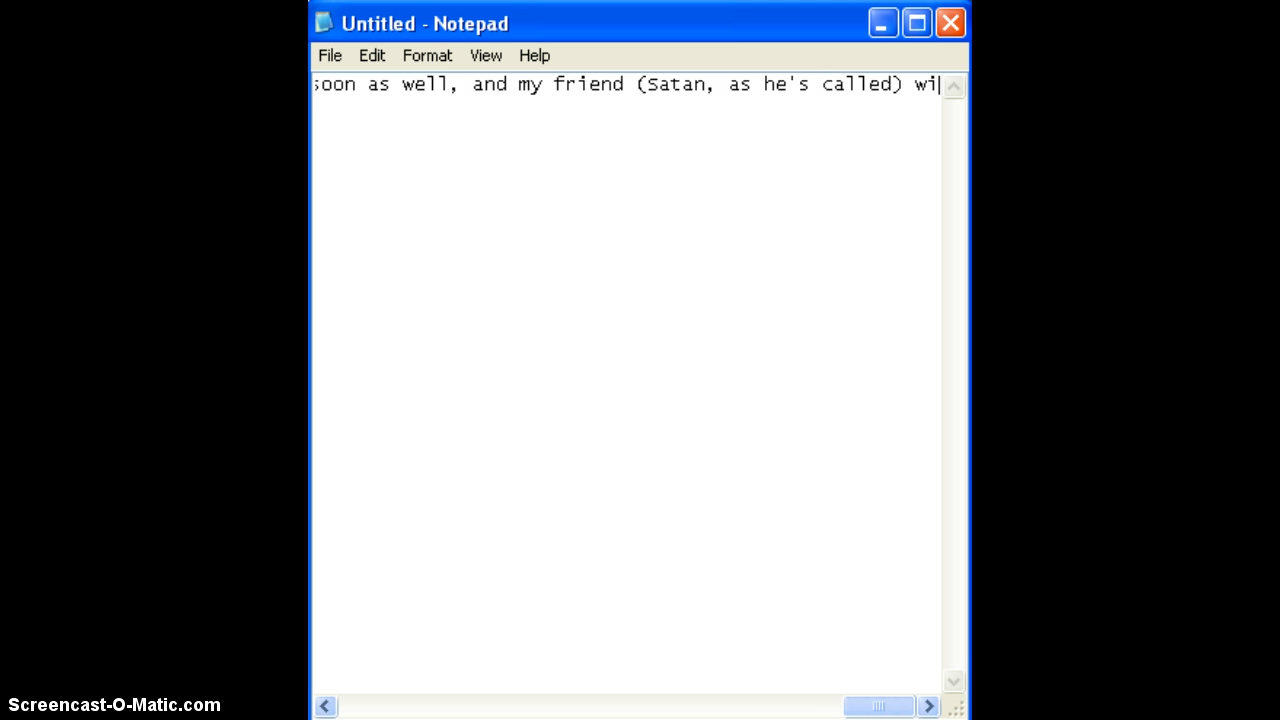 Untitled - Notepad
File Edit Format View Help
soon as well, and my friend (Satan, as he's called) wi
Screencast-O-Matic.com